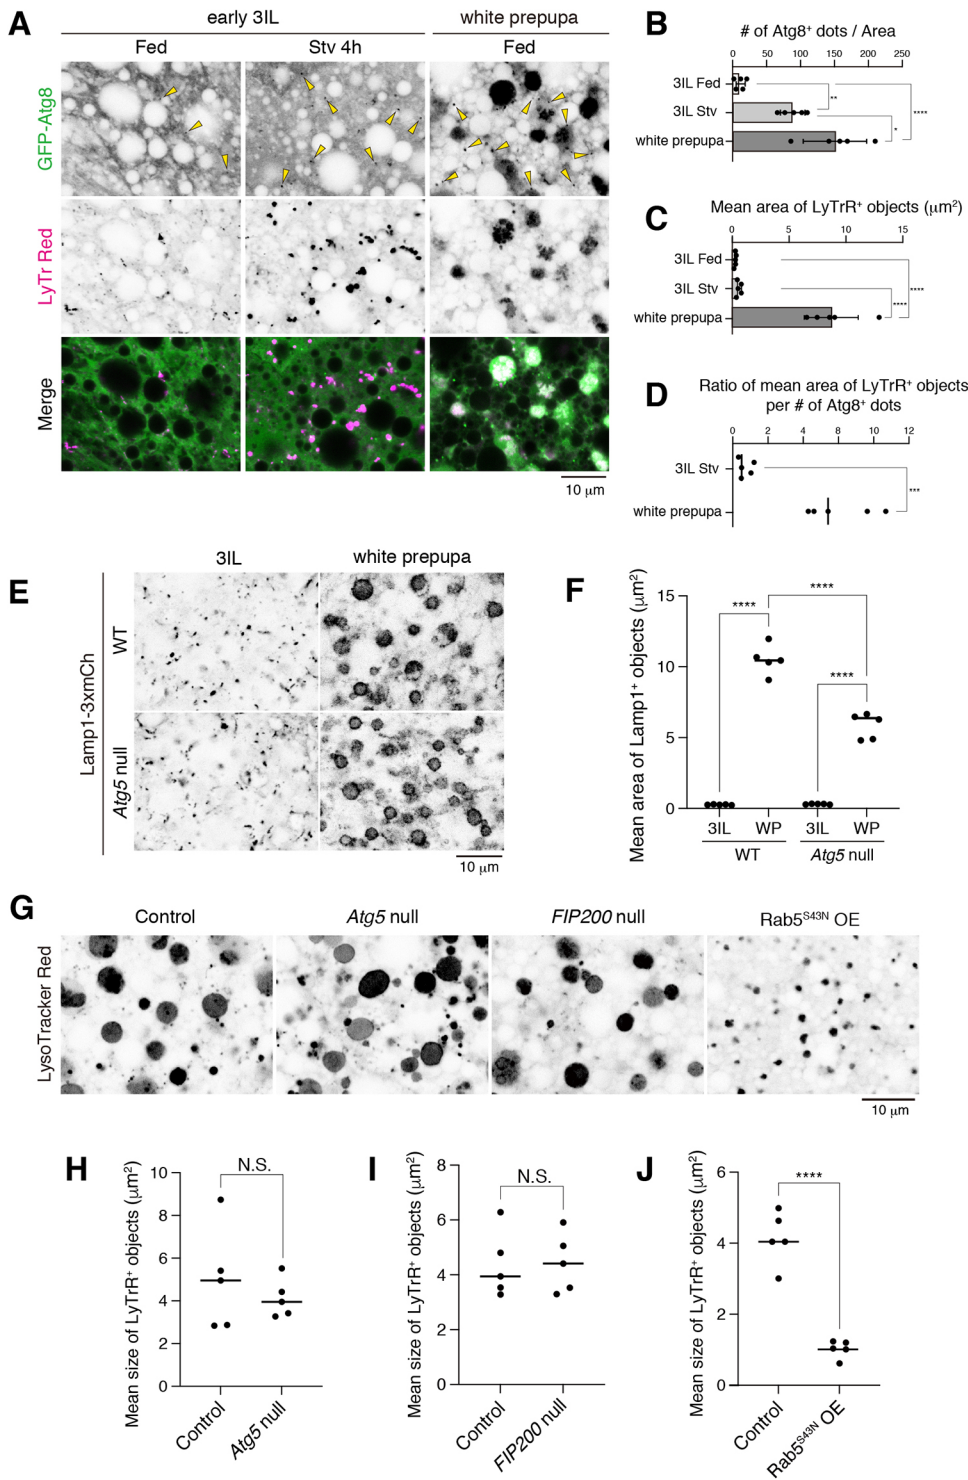 A
early 3IL
white prepupa
Fed
Stv 4h
Fed
GFP-Atg8
LyTr Red
Merge
10 μm
B
# of Atg8⁺ dots / Area
0 50 100 150 200 250
3IL Fed
3IL Stv
white prepupa
**
*
****
C
Mean area of LyTrR⁺ objects (μm²)
0 5 10 15
3IL Fed
3IL Stv
white prepupa
****
****
D
Ratio of mean area of LyTrR⁺ objects
per # of Atg8⁺ dots
0 2 4 6 8 10 12
3IL Stv
white prepupa
***
E
3IL
white prepupa
Lamp1-3xmCh
WT
Atg5 null
10 μm
F
Mean area of Lamp1⁺ objects (μm²)
15
10
5
0
****
****
****
3IL WP 3IL WP
WT Atg5 null
G
Control
Atg5 null
FIP200 null
Rab5S43N OE
LysoTracker Red
10 μm
H
Mean size of LyTrR⁺ objects (μm²)
10
8
6
4
2
0
N.S.
Control
Atg5 null
I
Mean size of LyTrR⁺ objects (μm²)
8
6
4
2
0
N.S.
Control
FIP200 null
J
Mean size of LyTrR⁺ objects (μm²)
6
4
2
0
****
Control
Rab5S43N OE